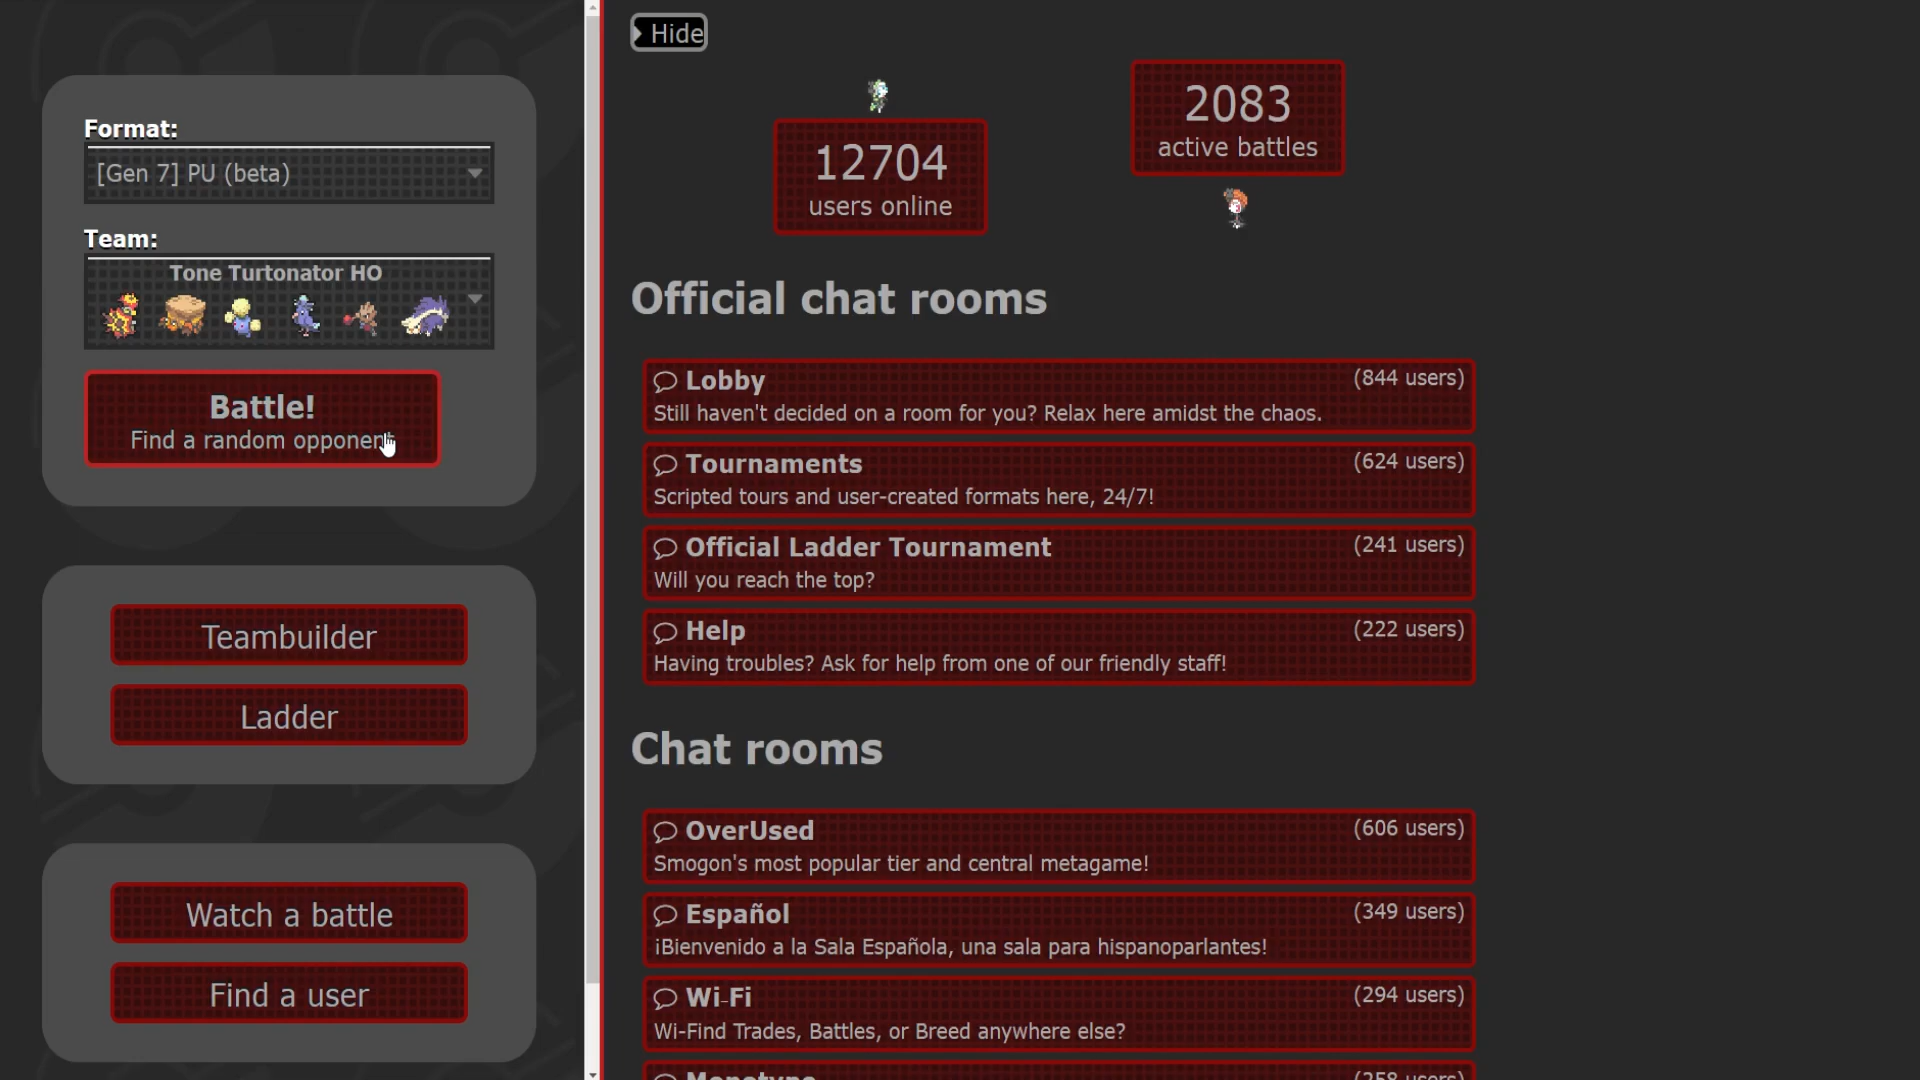 Format:
[Gen 7] PU (beta)
Team:
Tone Turtonator HO
Battle!
Find a random opponent
Teambuilder
Ladder
Watch a battle
Find a user
Hide
12704
users online
2083
active battles
Official chat rooms
Lobby (844 users)
Still haven't decided on a room for you? Relax here amidst the chaos.
Tournaments (624 users)
Scripted tours and user-created formats here, 24/7!
Official Ladder Tournament (241 users)
Will you reach the top?
Help (222 users)
Having troubles? Ask for help from one of our friendly staff!
Chat rooms
OverUsed (606 users)
Smogon's most popular tier and central metagame!
Español (349 users)
¡Bienvenido a la Sala Española, una sala para hispanoparlantes!
Wi-Fi (294 users)
Wi-Find Trades, Battles, or Breed anywhere else?
Monotype (258 users)